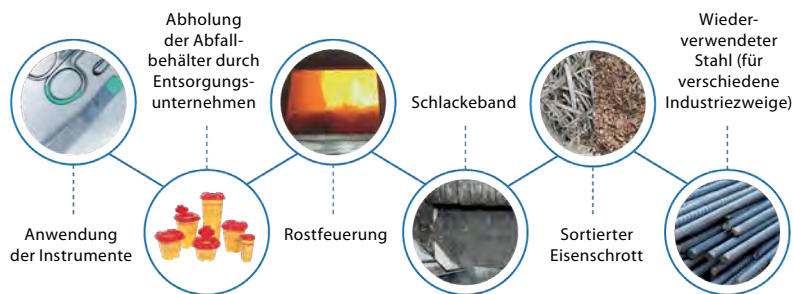 Anwendung
der Instrumente
Abholung
der Abfall-
behälter durch
Entsorgungs-
unternehmen
Rostfeuerung
Schlackeband
Sortierter
Eisenschrott
Wieder-
verwendeter
Stahl (für
verschiedene
Industriezweige)